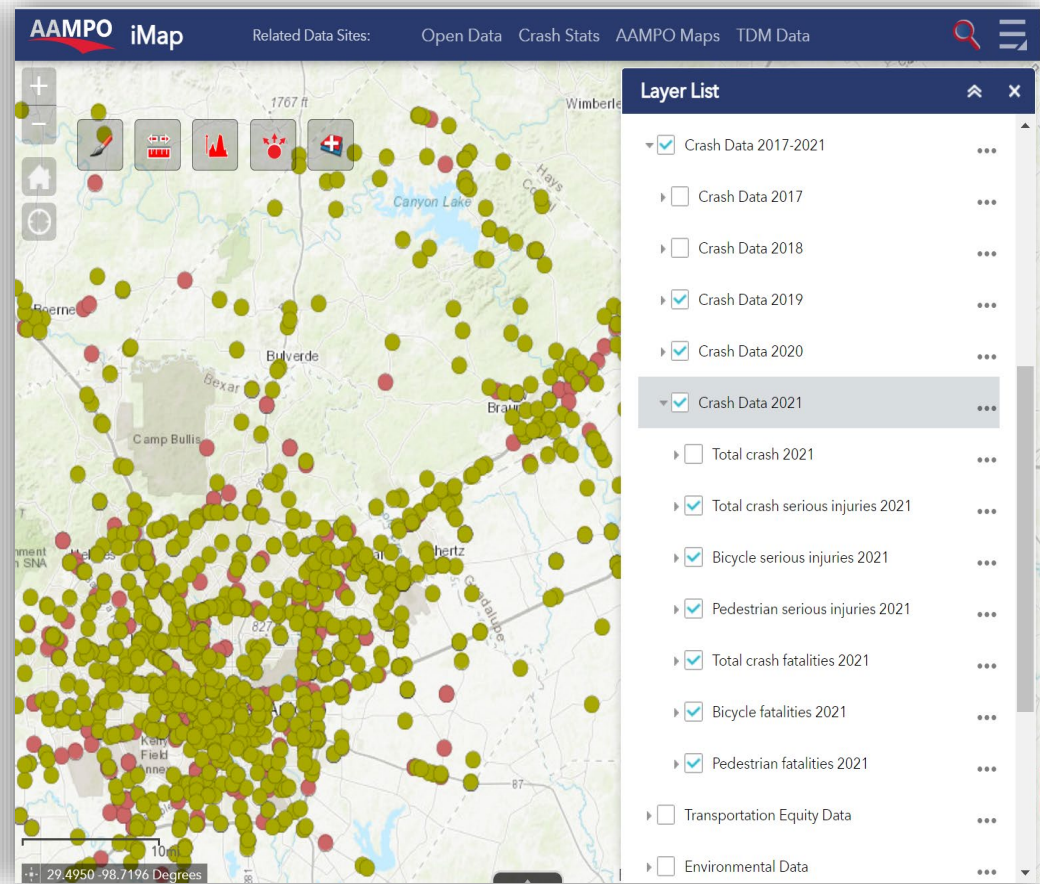 AAMPO iMap Related Data Sites: Open Data Crash Stats AAMPO Maps TDM Data
Layer List
Crash Data 2017-2021
Crash Data 2017
Crash Data 2018
Crash Data 2019
Crash Data 2020
Crash Data 2021
Total crash 2021
Total crash serious injuries 2021
Bicycle serious injuries 2021
Pedestrian serious injuries 2021
Total crash fatalities 2021
Bicycle fatalities 2021
Pedestrian fatalities 2021
Transportation Equity Data
Environmental Data
1767 ft
Wimberle
Hays
Canyon Lake
Bulverde
Bexar
Camp Bullis
SNA
hertz
Guadalupe
827
Kelly
Field
Anne
87
10mi
29.4950 -98.7196 Degrees